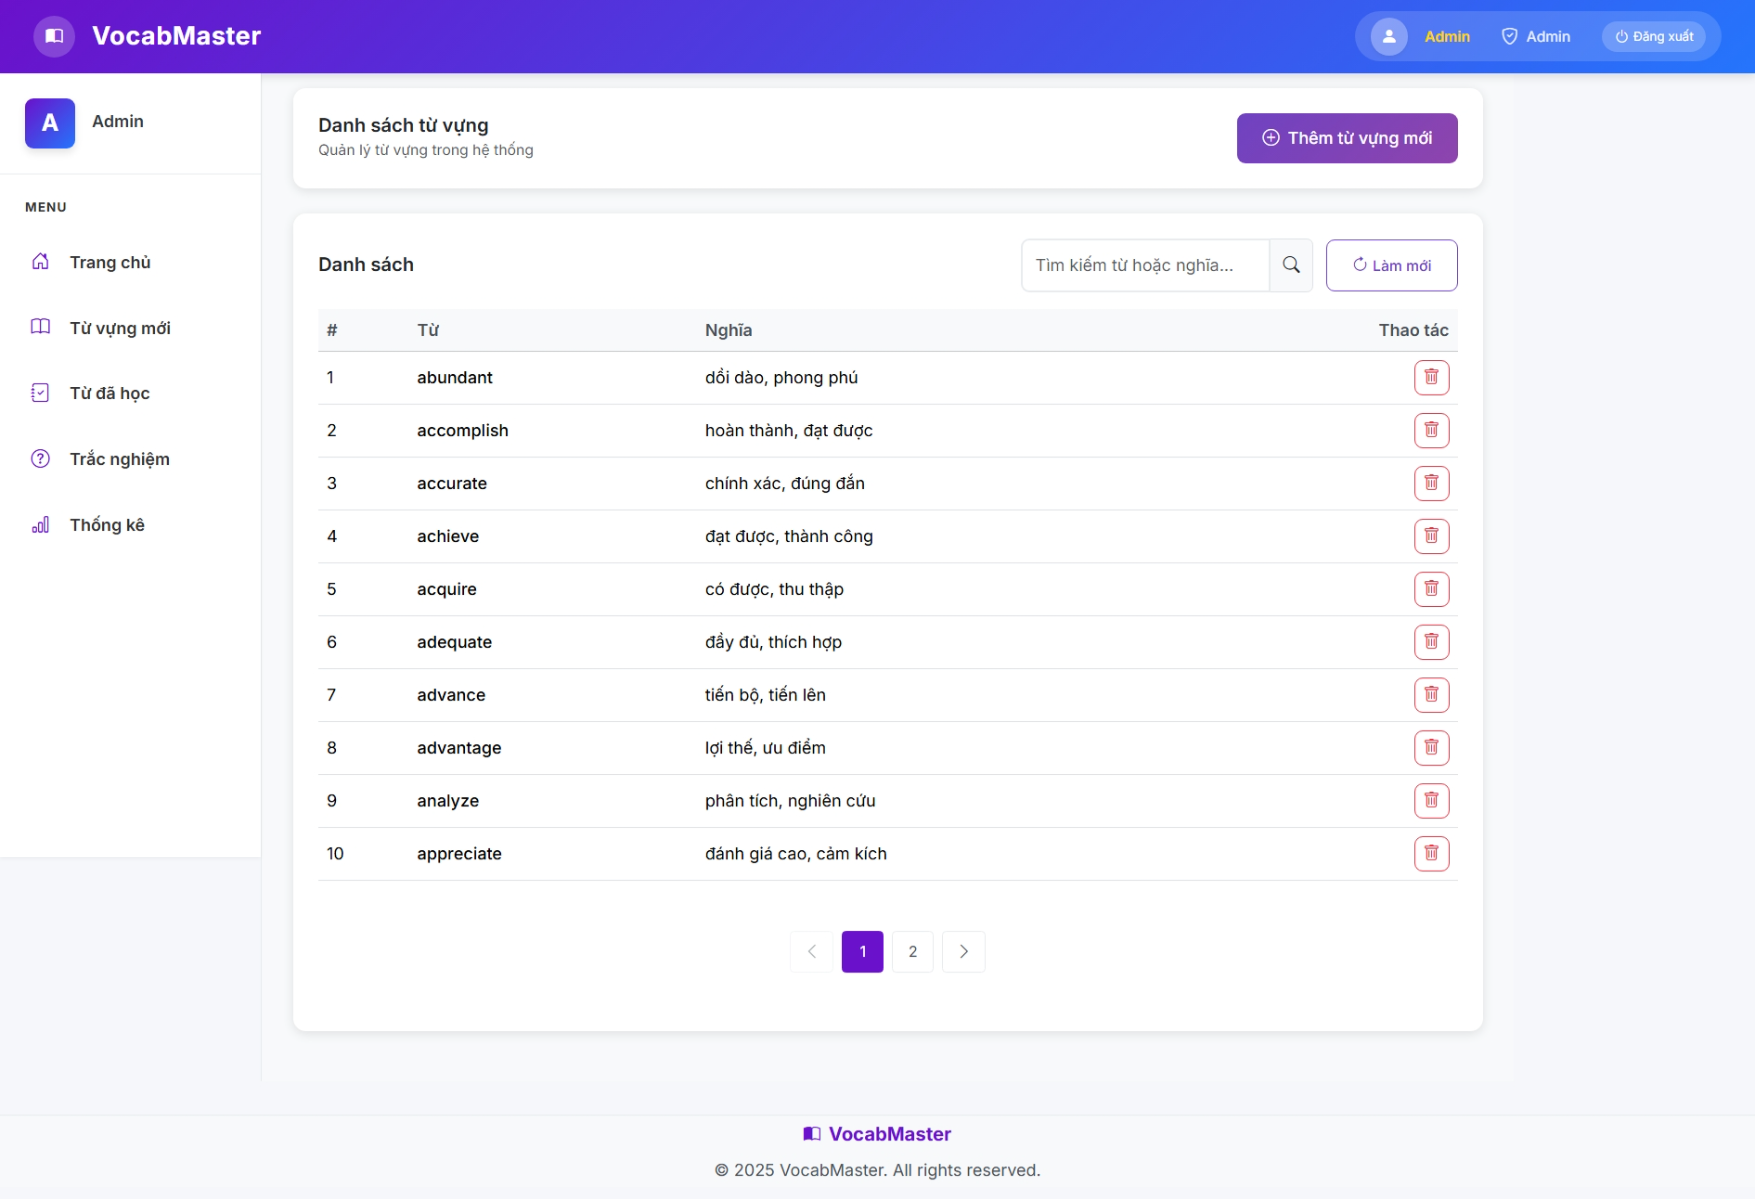 VocabMaster
Admin
Admin
Đăng xuất
A
Admin
MENU
Trang chủ
Từ vựng mới
Từ đã học
Trắc nghiệm
Thống kê
Danh sách từ vựng
Quản lý từ vựng trong hệ thống
Thêm từ vựng mới
Danh sách
Tìm kiếm từ hoặc nghĩa...
Làm mới
# Từ Nghĩa Thao tác
1 abundant dồi dào, phong phú
2 accomplish hoàn thành, đạt được
3 accurate chính xác, đúng đắn
4 achieve đạt được, thành công
5 acquire có được, thu thập
6 adequate đầy đủ, thích hợp
7 advance tiến bộ, tiến lên
8 advantage lợi thế, ưu điểm
9 analyze phân tích, nghiên cứu
10 appreciate đánh giá cao, cảm kích
1 2
VocabMaster
© 2025 VocabMaster. All rights reserved.